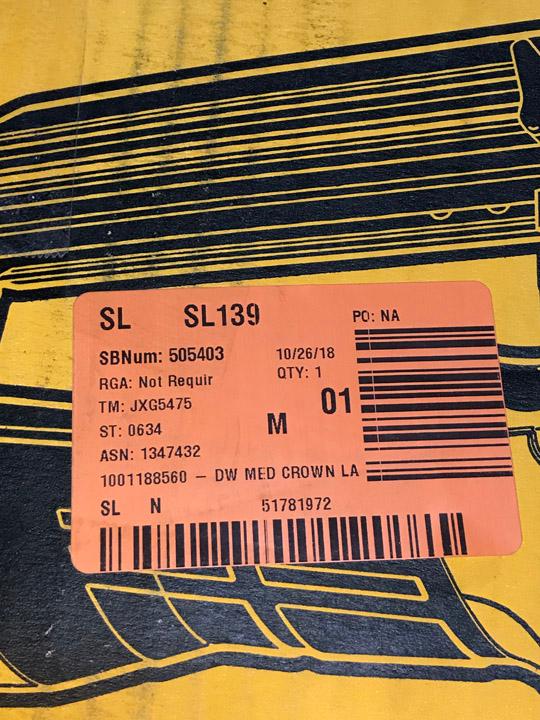 SL SL139 PO: NA
SBNum: 505403 10/26/18
RGA: Not Requir QTY: 1
TM: JXG5475 01
ST: 0634 M
ASN: 1347432
1001188560 – DW MED CROWN LA
SL N 51781972